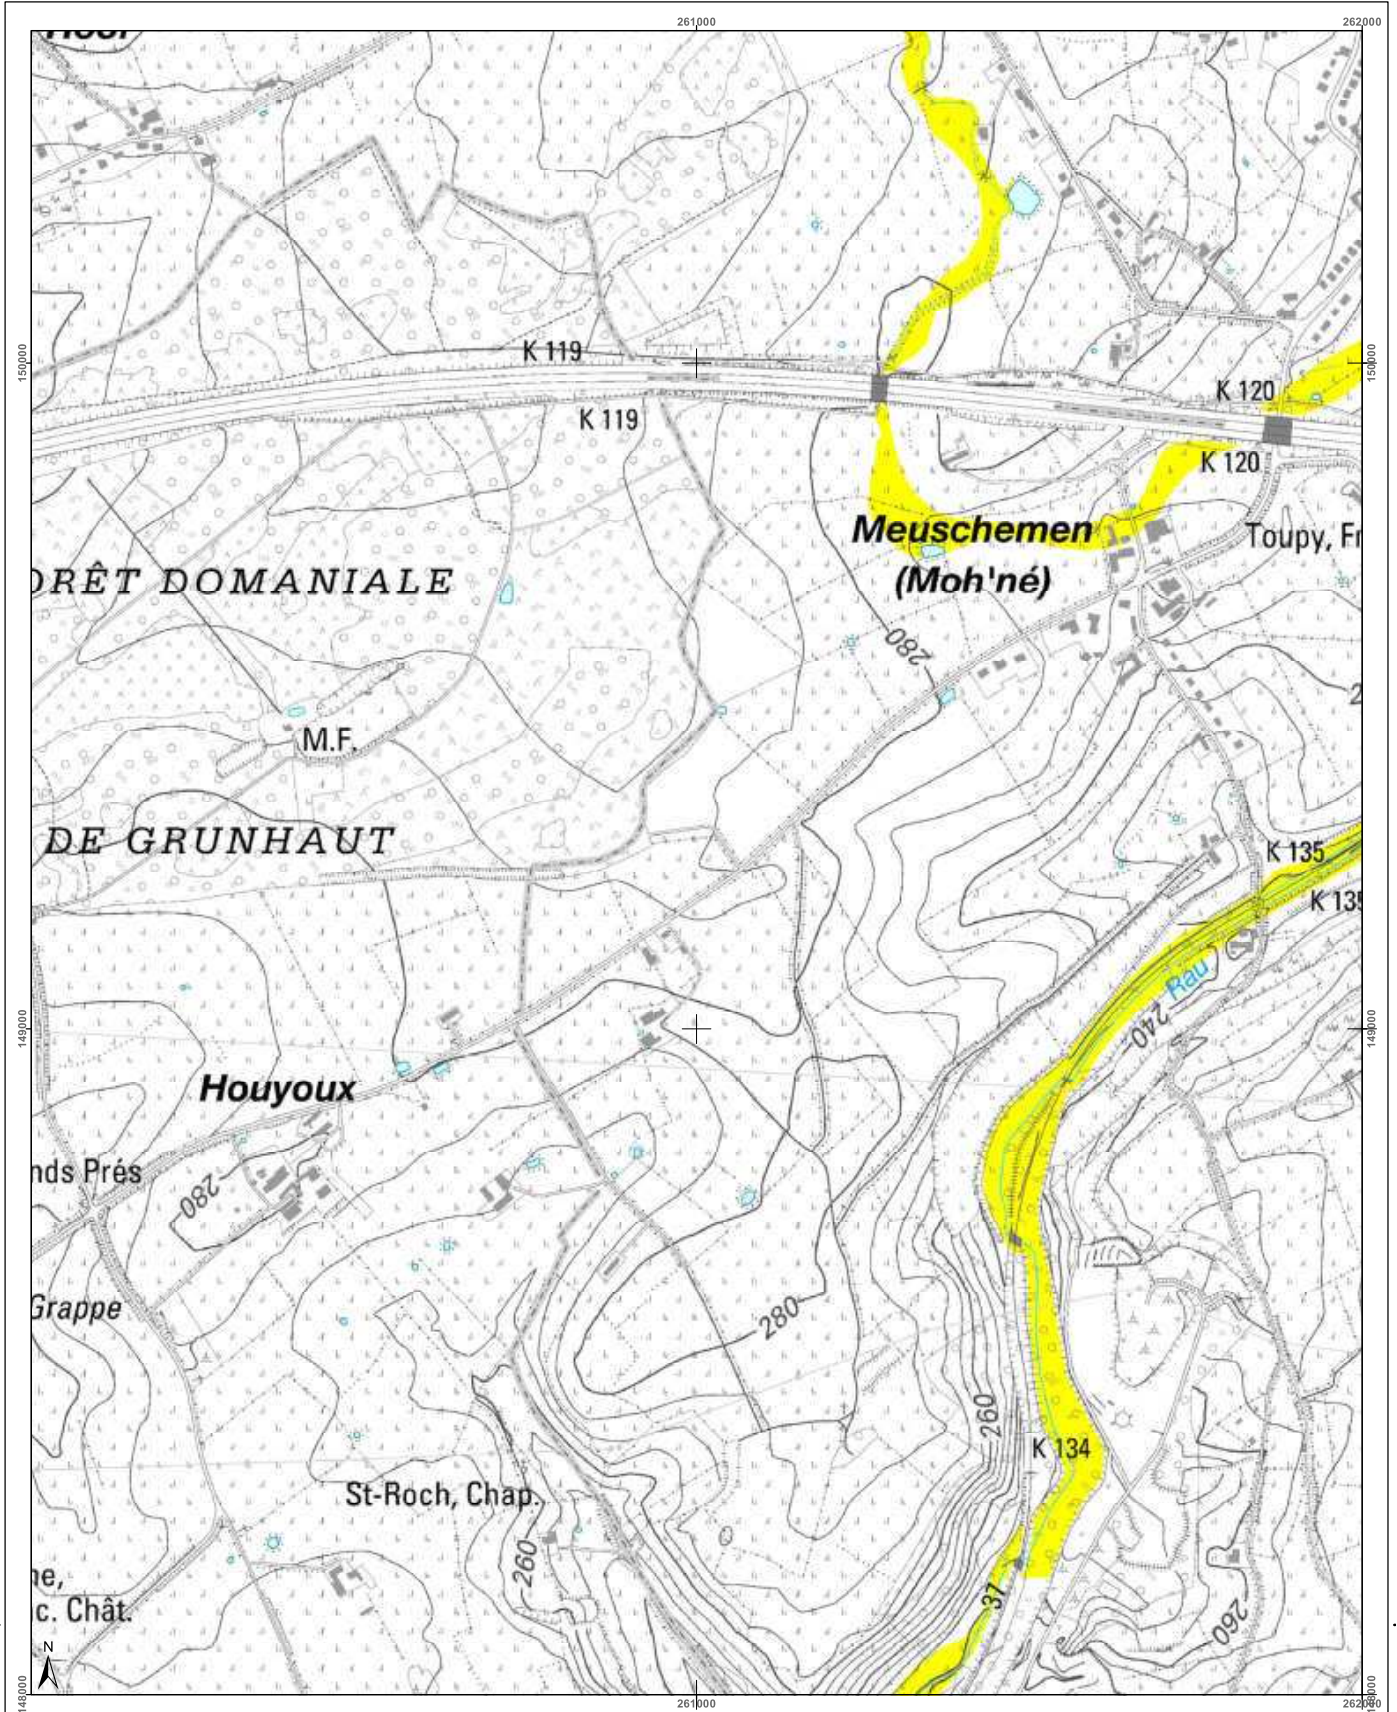 261000
262000
150000
150000
K 119
K 119
K 120
K 120
Meuschemen
(Moh'né)
Toupy, Fr
ORÊT DOMANIALE
280
M.F.
DE GRUNHAUT
K 135
K 135
Rau
240
149000
149000
Houyoux
nds Prés
280
Grappe
280
260
K 134
St-Roch, Chap.
260
37
260
ne,
c. Chât.
N
148000
261000
262000
148000